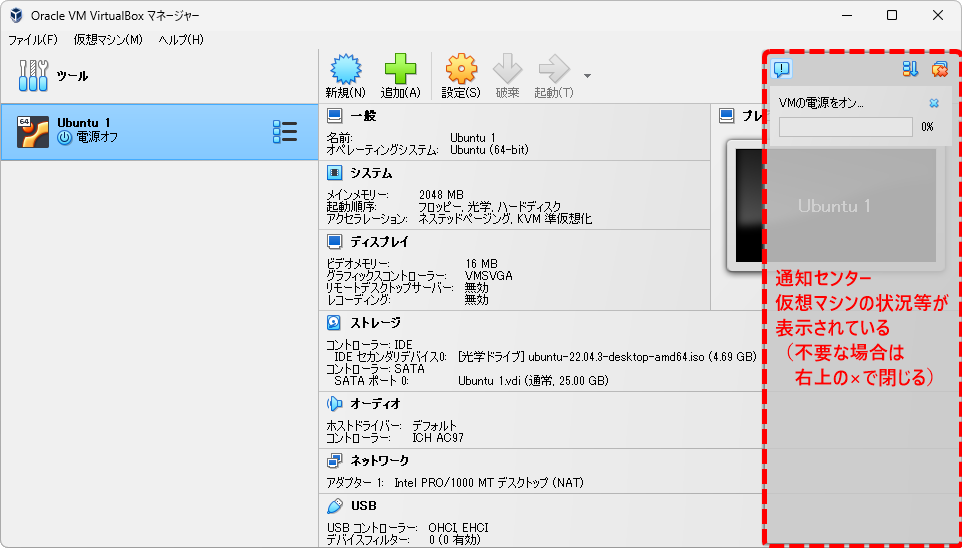 Oracle VM VirtualBox マネージャー
ファイル(F) 仮想マシン(M) ヘルプ(H)
ツール
64
Ubuntu 1
電源オフ
新規(N) 追加(A) 設定(S) 破棄 起動(T)
一般
名前: Ubuntu 1
オペレーティングシステム: Ubuntu (64-bit)
システム
メインメモリー: 2048 MB
起動順序: フロッピー, 光学, ハードディスク
アクセラレーション: ネステッドページング, KVM 準仮想化
ディスプレイ
ビデオメモリー: 16 MB
グラフィックスコントローラー: VMSVGA
リモートデスクトップサーバー: 無効
レコーディング: 無効
ストレージ
コントローラー: IDE
IDE セカンダリデバイス0: [光学ドライブ] ubuntu-22.04.3-desktop-amd64.iso (4.69 GB)
コントローラー: SATA
SATA ポート 0: Ubuntu 1.vdi (通常, 25.00 GB)
オーディオ
ホストドライバー: デフォルト
コントローラー: ICH AC97
ネットワーク
アダプター 1: Intel PRO/1000 MT デスクトップ (NAT)
USB
USB コントローラー: OHCI, EHCI
デバイスフィルター: 0 (0 有効)
プレ
VMの電源をオン...
0%
Ubuntu 1
通知センター
仮想マシンの状況等が
表示されている
（不要な場合は
右上の×で閉じる）